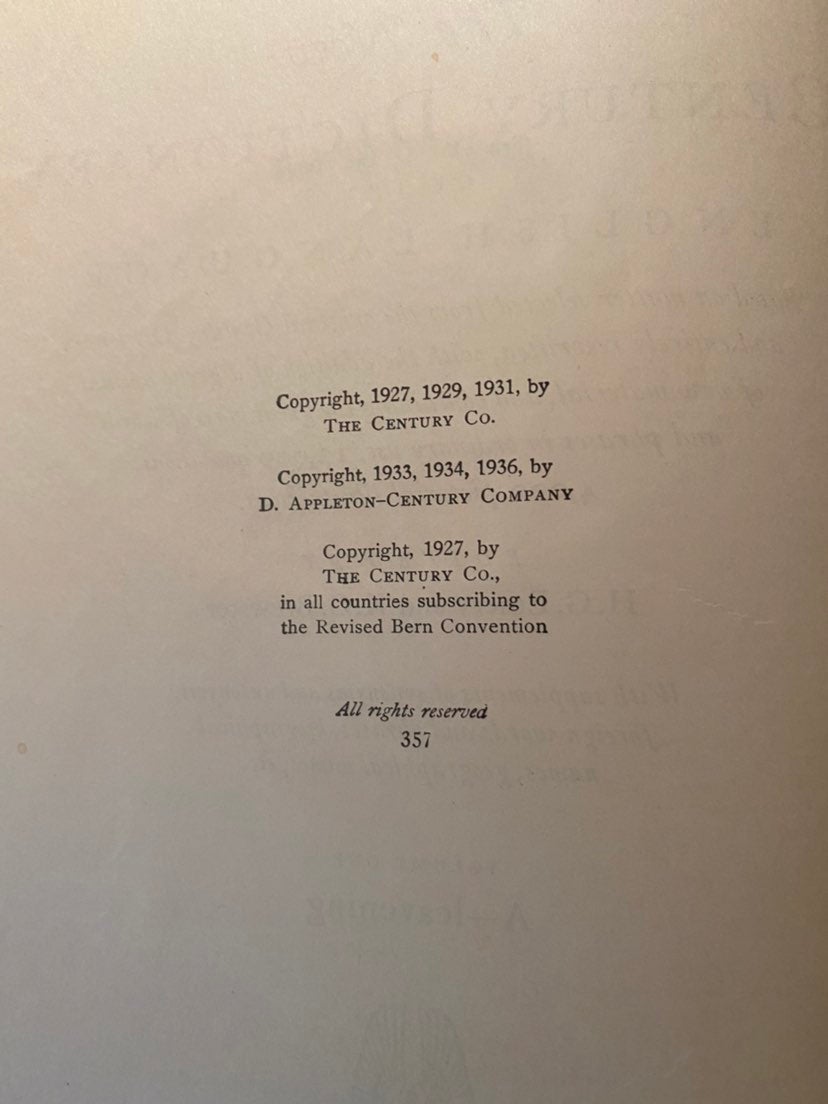 Copyright, 1927, 1929, 1931, by
THE CENTURY CO.
Copyright, 1933, 1934, 1936, by
D. APPLETON-CENTURY COMPANY
Copyright, 1927, by
THE CENTURY CO.,
in all countries subscribing to
the Revised Bern Convention
All rights reserved
357